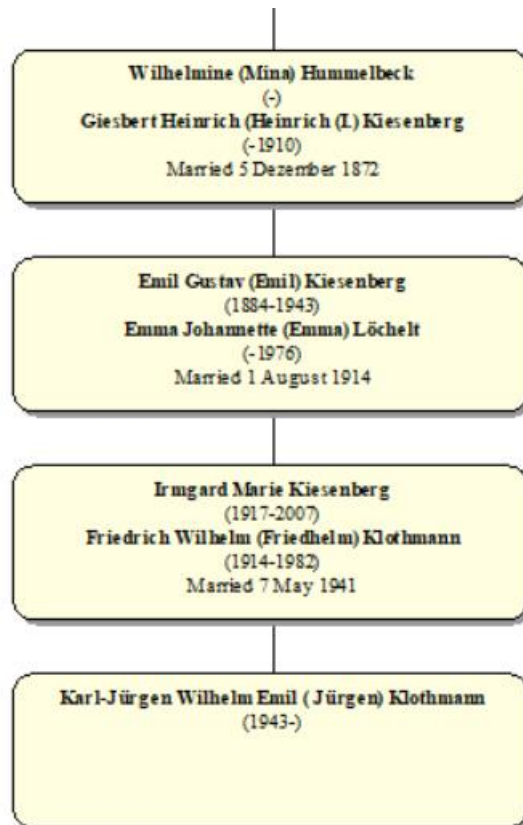 Wilhelmine (Mina) Hummelbeck
(-)
Giesbert Heinrich (Heinrich (I.) Kiesenberg
(-1910)
Married 5 Dezember 1872
Emil Gustav (Emil) Kiesenberg
(1884-1943)
Emma Johannette (Emma) Löchelt
(-1976)
Married 1 August 1914
Irmgard Marie Kiesenberg
(1917-2007)
Friedrich Wilhelm (Friedhelm) Klothmann
(1914-1982)
Married 7 May 1941
Karl-Jürgen Wilhelm Emil ( Jürgen) Klothmann
(1943-)